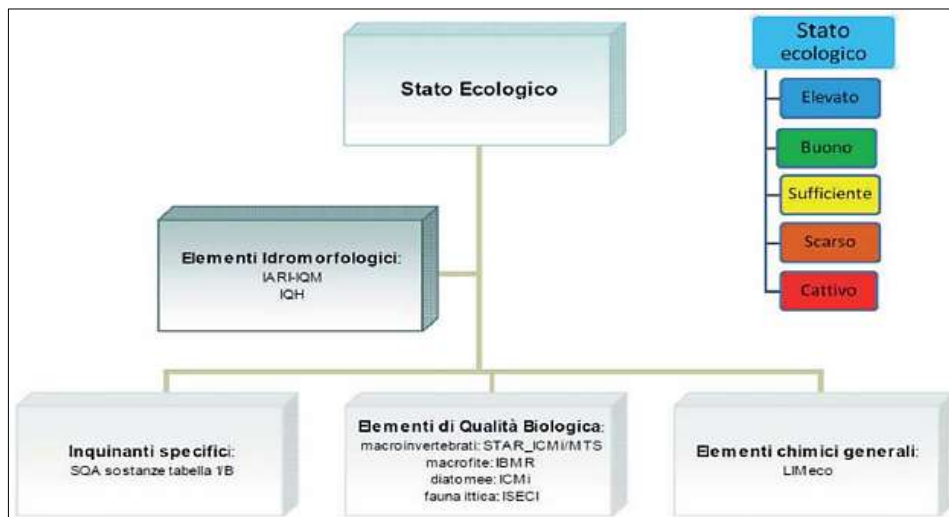 Stato Ecologico
Stato
ecologico
Elevato
Buono
Sufficiente
Scarso
Cattivo
Elementi Idromorfologici:
IARI-IQM
IQH
Inquinanti specifici:
SQA sostanze tabella 1/B
Elementi di Qualità Biologica:
macroinvertebrati: STAR_ICMi/MTS
macrofite: IBMR
diatomee: ICMi
fauna ittica: ISECI
Elementi chimici generali:
LIMeco